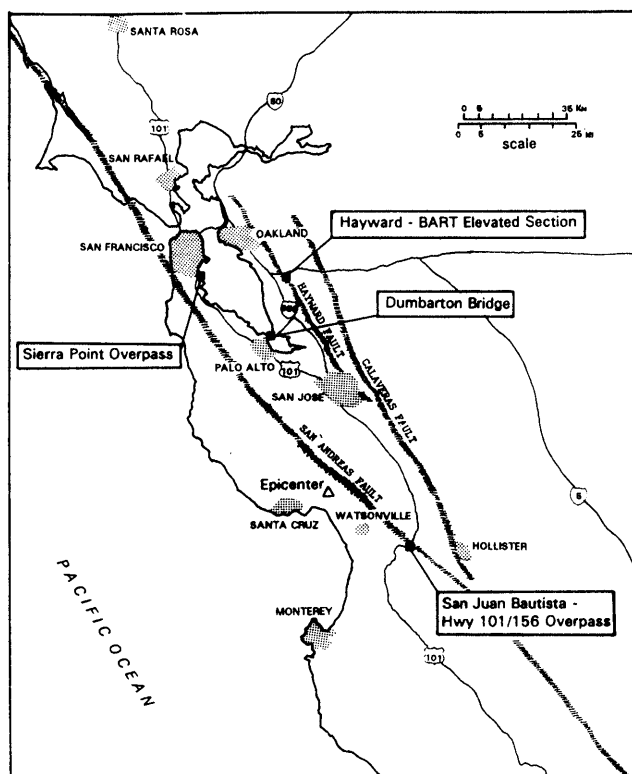 SANTA ROSA
80
101
0 5 35 KM
0 5 25 MI
scale
SAN RAFAEL
Hayward - BART Elevated Section
OAKLAND
SAN FRANCISCO
Dumbarton Bridge
HAYWARD FAULT
Sierra Point Overpass
PALO ALTO
101
CALAVERAS FAULT
SAN JOSE
SAN ANDREAS FAULT
Epicenter
5
SANTA CRUZ
WATSONVILLE
HOLLISTER
PACIFIC OCEAN
San Juan Bautista -
Hwy 101/156 Overpass
MONTEREY
101